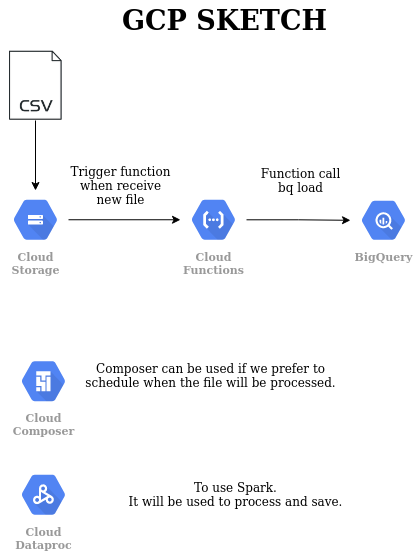 GCP SKETCH
CSV
Trigger function
when receive
new file
Function call
bq load
Cloud
Storage
Cloud
Functions
BigQuery
Composer can be used if we prefer to
schedule when the file will be processed.
Cloud
Composer
To use Spark.
It will be used to process and save.
Cloud
Dataproc